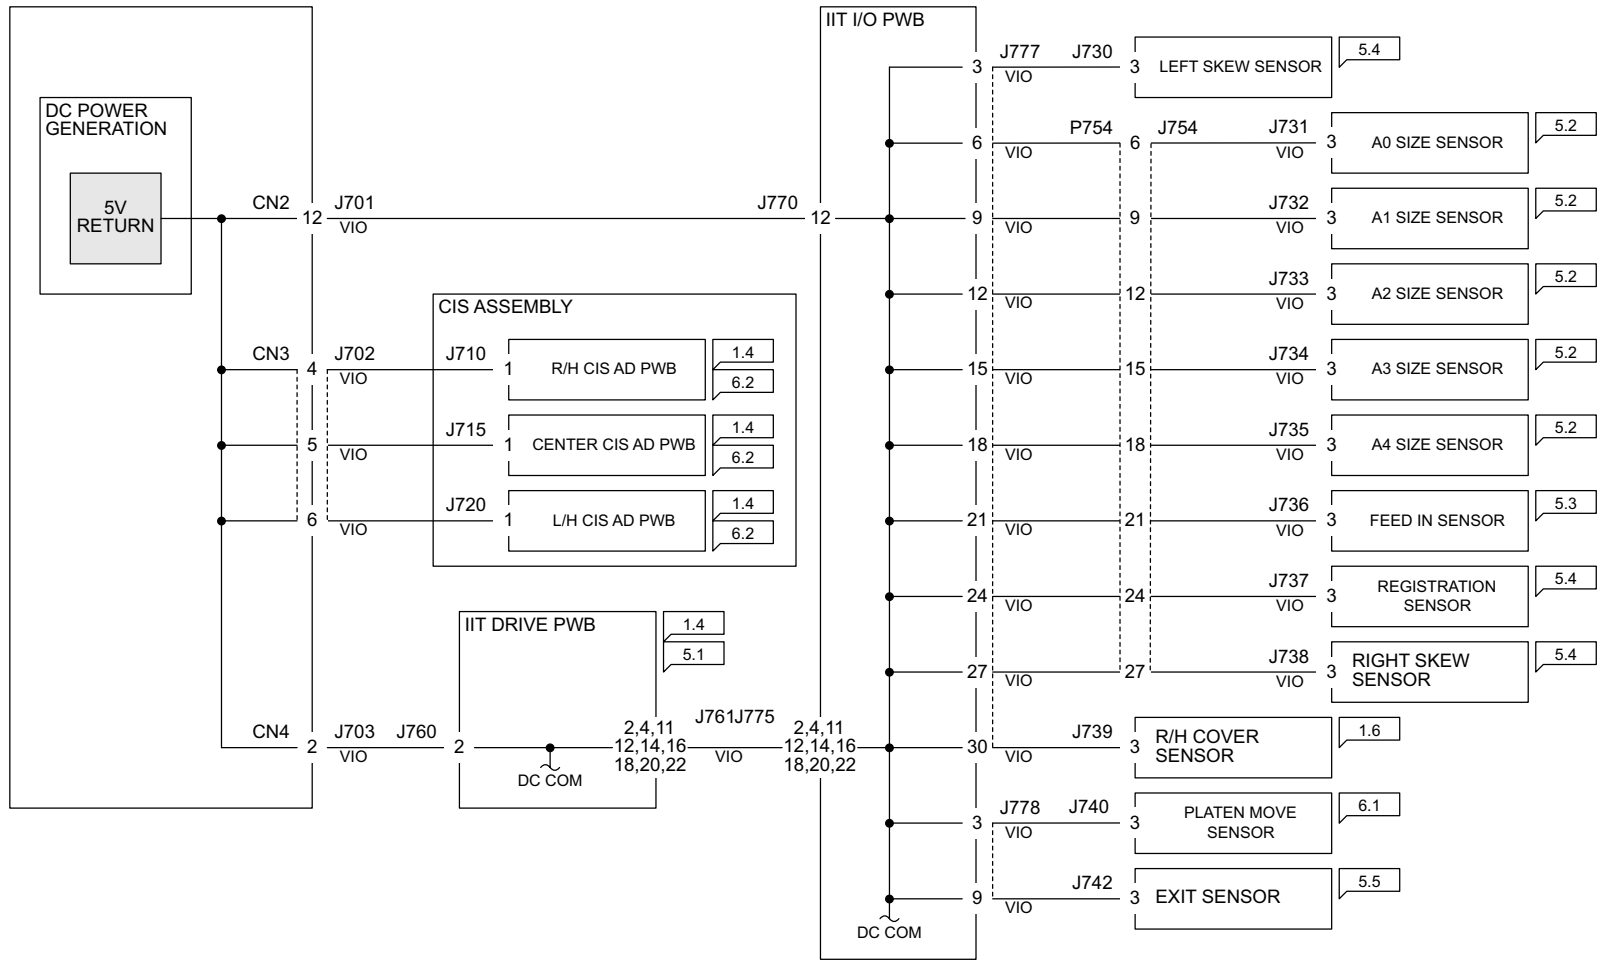 IIT I/O PWB
3 J777 J730 3 LEFT SKEW SENSOR 5.4
VIO
DC POWER
GENERATION
6 P754 6 J754 J731 3 A0 SIZE SENSOR 5.2
VIO VIO
5V
RETURN
CN2 12 J701 J770 12 9 9 J732 3 A1 SIZE SENSOR 5.2
VIO VIO VIO
12 12 J733 3 A2 SIZE SENSOR 5.2
VIO VIO
CIS ASSEMBLY
CN3 4 J702 J710 1 R/H CIS AD PWB 1.4
6.2
VIO
15 15 J734 3 A3 SIZE SENSOR 5.2
VIO VIO
5 J715 1 CENTER CIS AD PWB 1.4
6.2
VIO
18 18 J735 3 A4 SIZE SENSOR 5.2
VIO VIO
6 J720 1 L/H CIS AD PWB 1.4
6.2
VIO
21 21 J736 3 FEED IN SENSOR 5.3
VIO VIO
24 24 J737 3 REGISTRATION
SENSOR 5.4
VIO VIO
IIT DRIVE PWB 1.4
5.1
27 27 J738 3 RIGHT SKEW
SENSOR 5.4
VIO VIO
CN4 2 J703 J760 2
VIO
DC COM
2,4,11
12,14,16
18,20,22
J761 J775
VIO
2,4,11
12,14,16
18,20,22
30 J739 3 R/H COVER
SENSOR 1.6
VIO
3 J778 J740 3 PLATEN MOVE
SENSOR 6.1
VIO
9 J742 3 EXIT SENSOR 5.5
VIO
DC COM